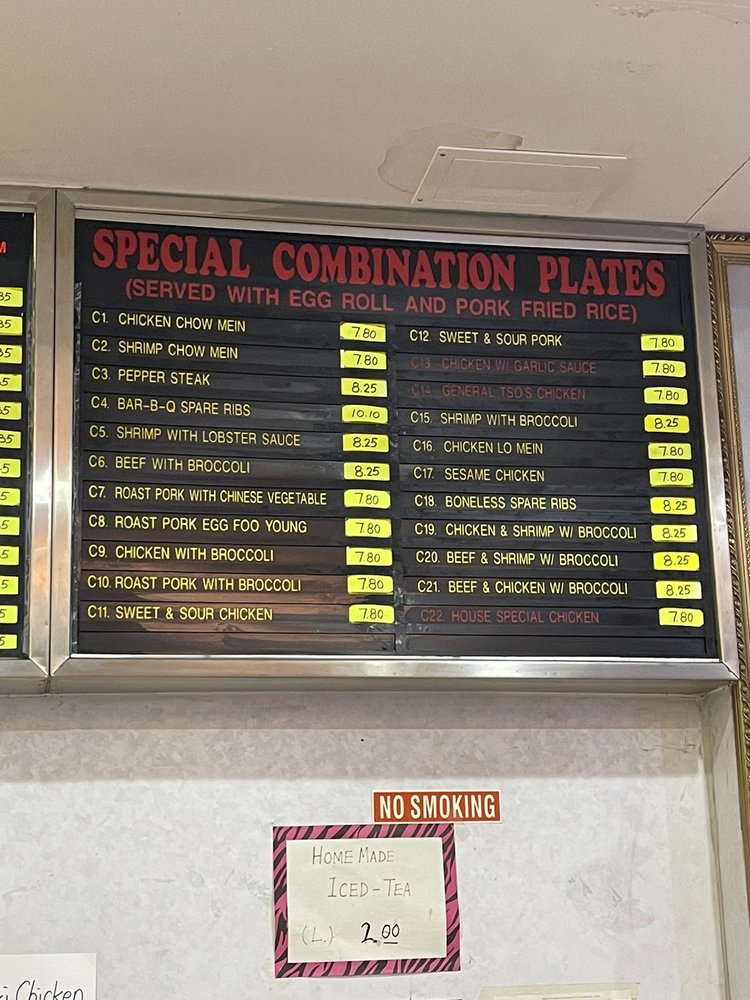 SPECIAL COMBINATION PLATES
(SERVED WITH EGG ROLL AND PORK FRIED RICE)
C1. CHICKEN CHOW MEIN 7.80
C2. SHRIMP CHOW MEIN 7.80
C3. PEPPER STEAK 8.25
C4. BAR-B-Q SPARE RIBS 10.10
C5. SHRIMP WITH LOBSTER SAUCE 8.25
C6. BEEF WITH BROCCOLI 8.25
C7. ROAST PORK WITH CHINESE VEGETABLE 7.80
C8. ROAST PORK EGG FOO YOUNG 7.80
C9. CHICKEN WITH BROCCOLI 7.80
C10. ROAST PORK WITH BROCCOLI 7.80
C11. SWEET & SOUR CHICKEN 7.80
C12. SWEET & SOUR PORK 7.80
C13. CHICKEN W/ GARLIC SAUCE 7.80
C14. GENERAL TSO'S CHICKEN 7.80
C15. SHRIMP WITH BROCCOLI 8.25
C16. CHICKEN LO MEIN 7.80
C17. SESAME CHICKEN 7.80
C18. BONELESS SPARE RIBS 8.25
C19. CHICKEN & SHRIMP W/ BROCCOLI 8.25
C20. BEEF & SHRIMP W/ BROCCOLI 8.25
C21. BEEF & CHICKEN W/ BROCCOLI 8.25
C22. HOUSE SPECIAL CHICKEN 7.80
NO SMOKING
HOME MADE
ICED-TEA
(L.) 2.00
Chicken